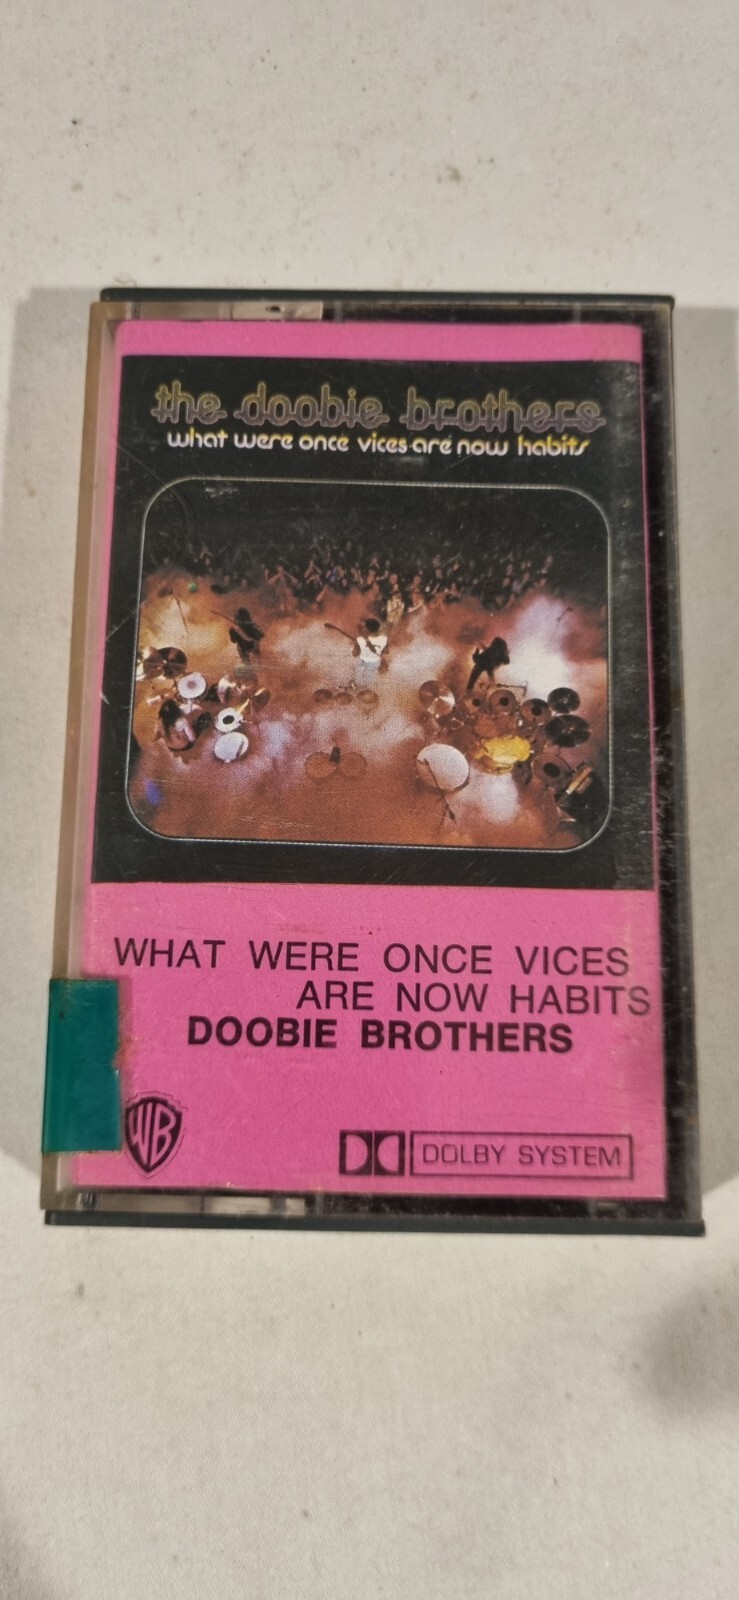 the doobie brothers
what were once vices are now habits
WHAT WERE ONCE VICES
ARE NOW HABITS
DOOBIE BROTHERS
WB
DOLBY SYSTEM